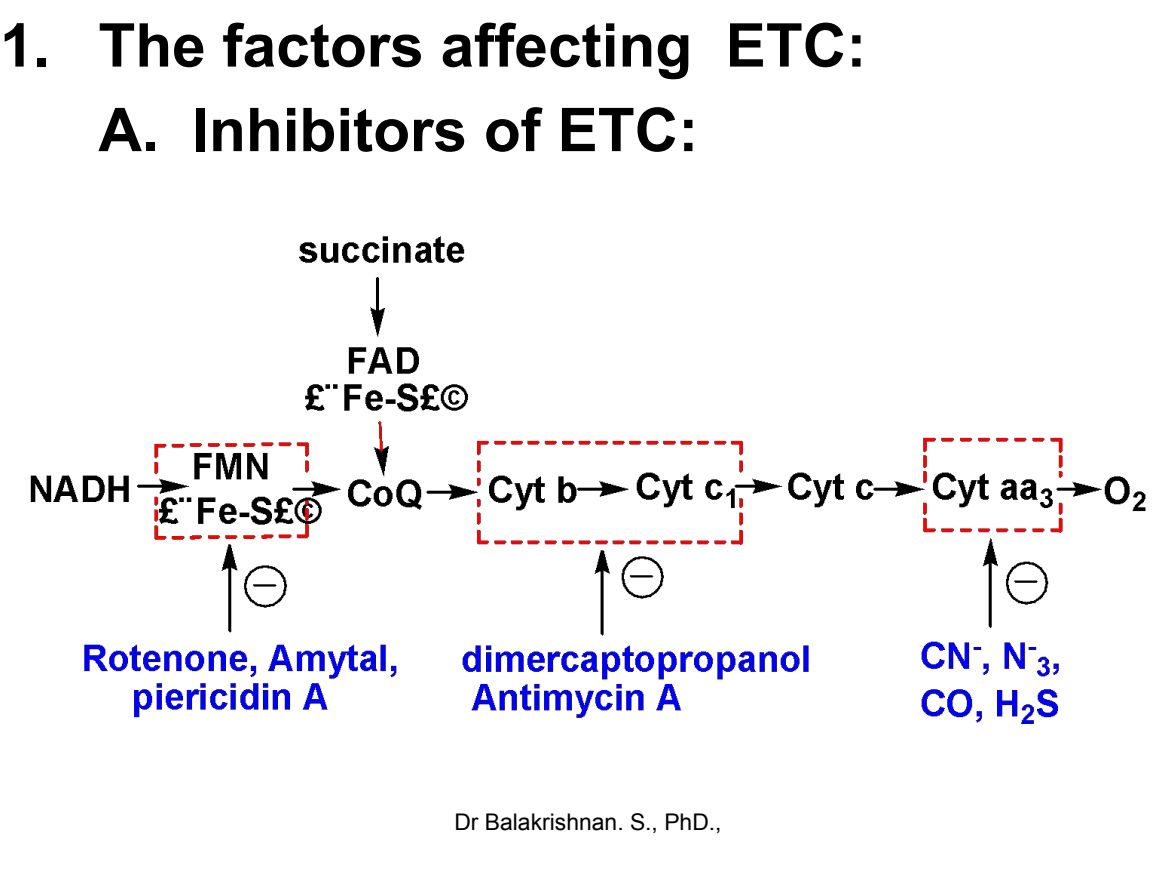 1. The factors affecting ETC:
A. Inhibitors of ETC:
succinate
FAD
£¨Fe-S£©
NADH
FMN
£¨Fe-S£©
CoQ
Cyt b
Cyt c₁
Cyt c
Cyt aa₃
O₂
Rotenone, Amytal,
piericidin A
dimercaptopropanol
Antimycin A
CN⁻, N⁻₃,
CO, H₂S
Dr Balakrishnan. S., PhD.,